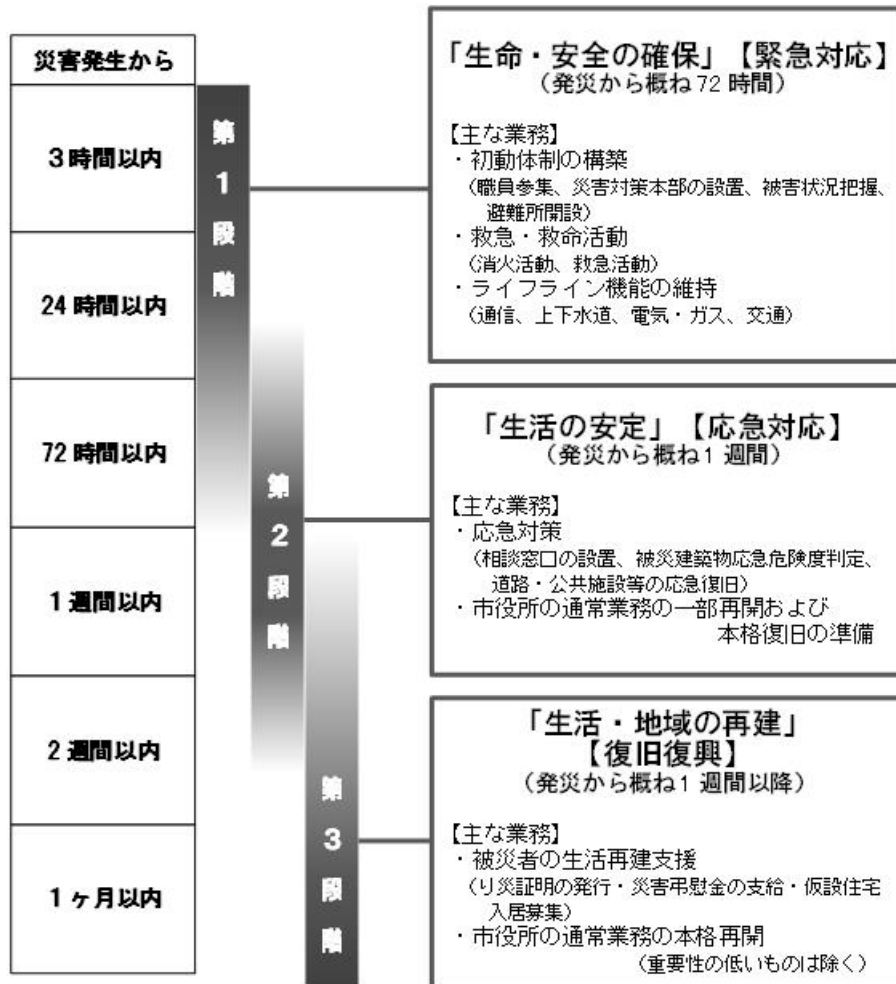 災害発生から
3時間以内
24時間以内
72時間以内
1週間以内
2週間以内
1ヶ月以内
第1段階
第2段階
第3段階
「生命・安全の確保」【緊急対応】
(発災から概ね72時間)
【主な業務】
・初動体制の構築
(職員参集、災害対策本部の設置、被害状況把握、
避難所開設)
・救急・救命活動
(消火活動、救急活動)
・ライフライン機能の維持
(通信、上下水道、電気・ガス、交通)
「生活の安定」【応急対応】
(発災から概ね1週間)
【主な業務】
・応急対策
(相談窓口の設置、被災建築物応急危険度判定、
道路・公共施設等の応急復旧)
・市役所の通常業務の一部再開および
本格復旧の準備
「生活・地域の再建」
【復旧復興】
(発災から概ね1週間以降)
【主な業務】
・被災者の生活再建支援
(り災証明の発行・災害弔慰金の支給・仮設住宅
入居募集)
・市役所の通常業務の本格再開
(重要性の低いものは除く)